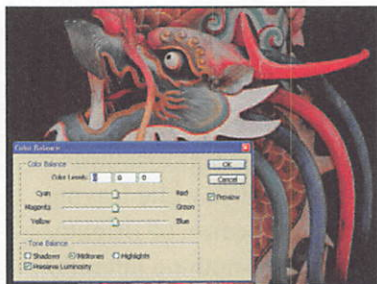 Color Balance
Color Balance
Color Levels: 0 0 0
OK
Cancel
Preview
Cyan Red
Magenta Green
Yellow Blue
Tone Balance
Shadows Midtones Highlights
Preserve Luminosity